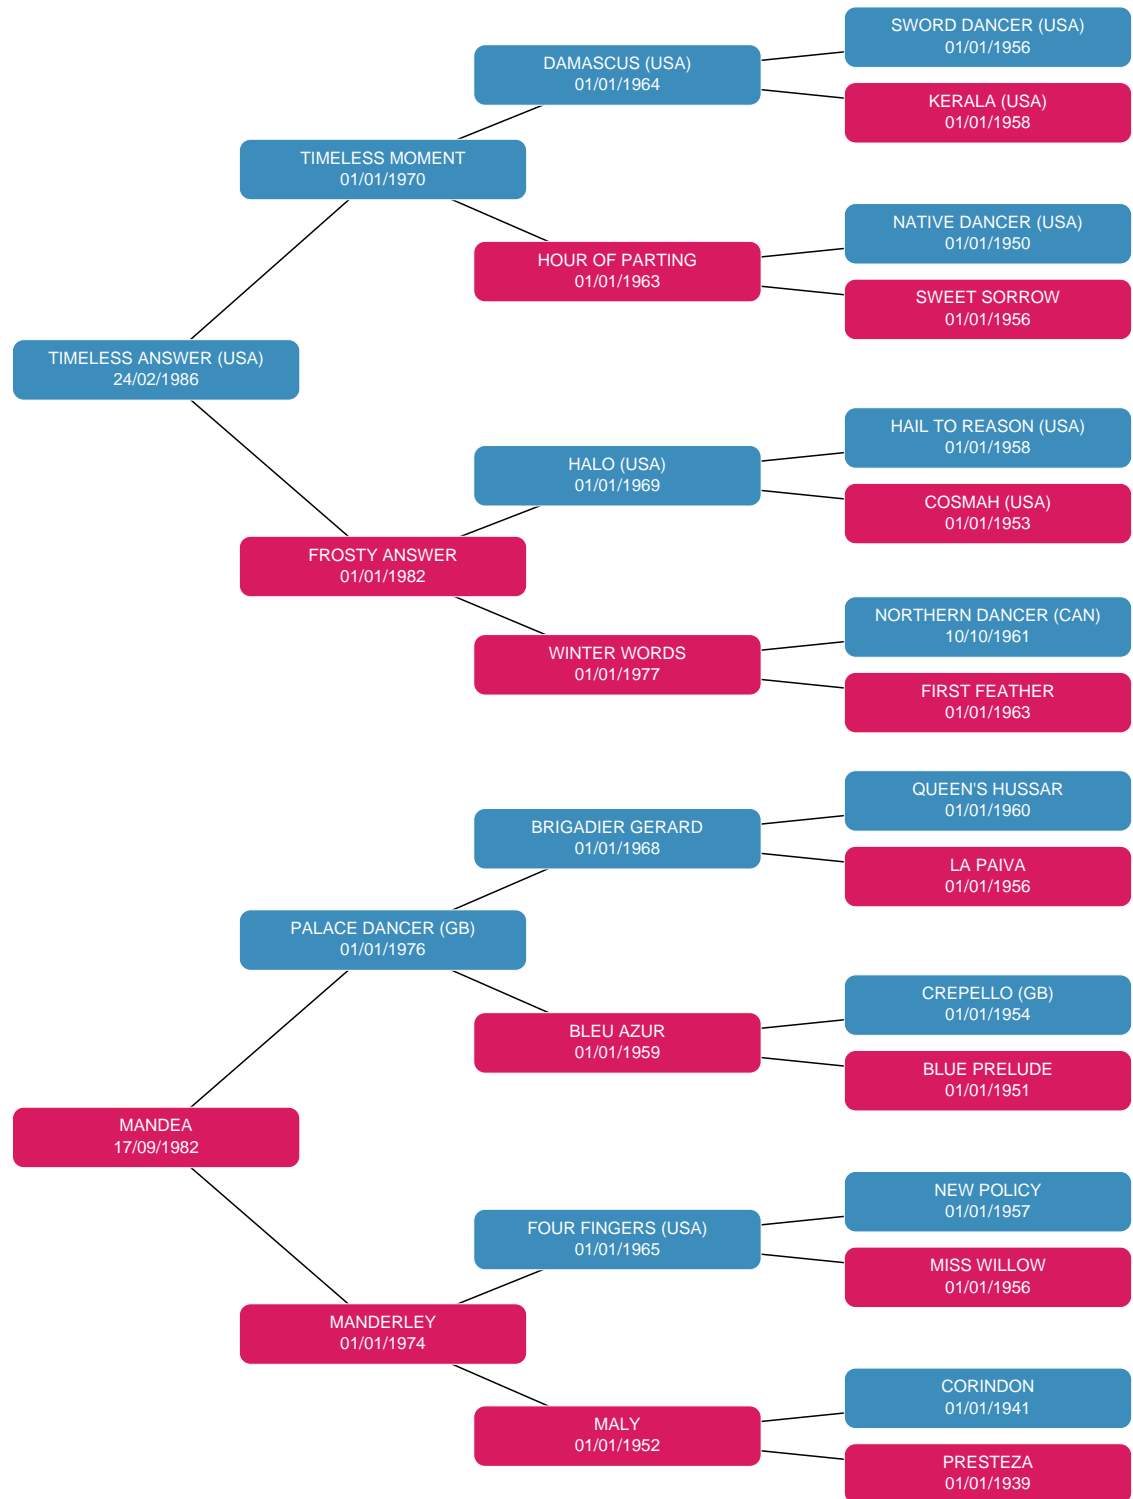 SWORD DANCER (USA)
01/01/1956
DAMASCUS (USA)
01/01/1964
KERALA (USA)
01/01/1958
TIMELESS MOMENT
01/01/1970
NATIVE DANCER (USA)
01/01/1950
HOUR OF PARTING
01/01/1963
SWEET SORROW
01/01/1956
TIMELESS ANSWER (USA)
24/02/1986
HAIL TO REASON (USA)
01/01/1958
HALO (USA)
01/01/1969
COSMAH (USA)
01/01/1953
FROSTY ANSWER
01/01/1982
NORTHERN DANCER (CAN)
10/10/1961
WINTER WORDS
01/01/1977
FIRST FEATHER
01/01/1963
QUEEN'S HUSSAR
01/01/1960
BRIGADIER GERARD
01/01/1968
LA PAIVA
01/01/1956
PALACE DANCER (GB)
01/01/1976
CREPELLO (GB)
01/01/1954
BLEU AZUR
01/01/1959
BLUE PRELUDE
01/01/1951
MANDEA
17/09/1982
NEW POLICY
01/01/1957
FOUR FINGERS (USA)
01/01/1965
MISS WILLOW
01/01/1956
MANDERLEY
01/01/1974
CORINDON
01/01/1941
MALY
01/01/1952
PRESTEZA
01/01/1939